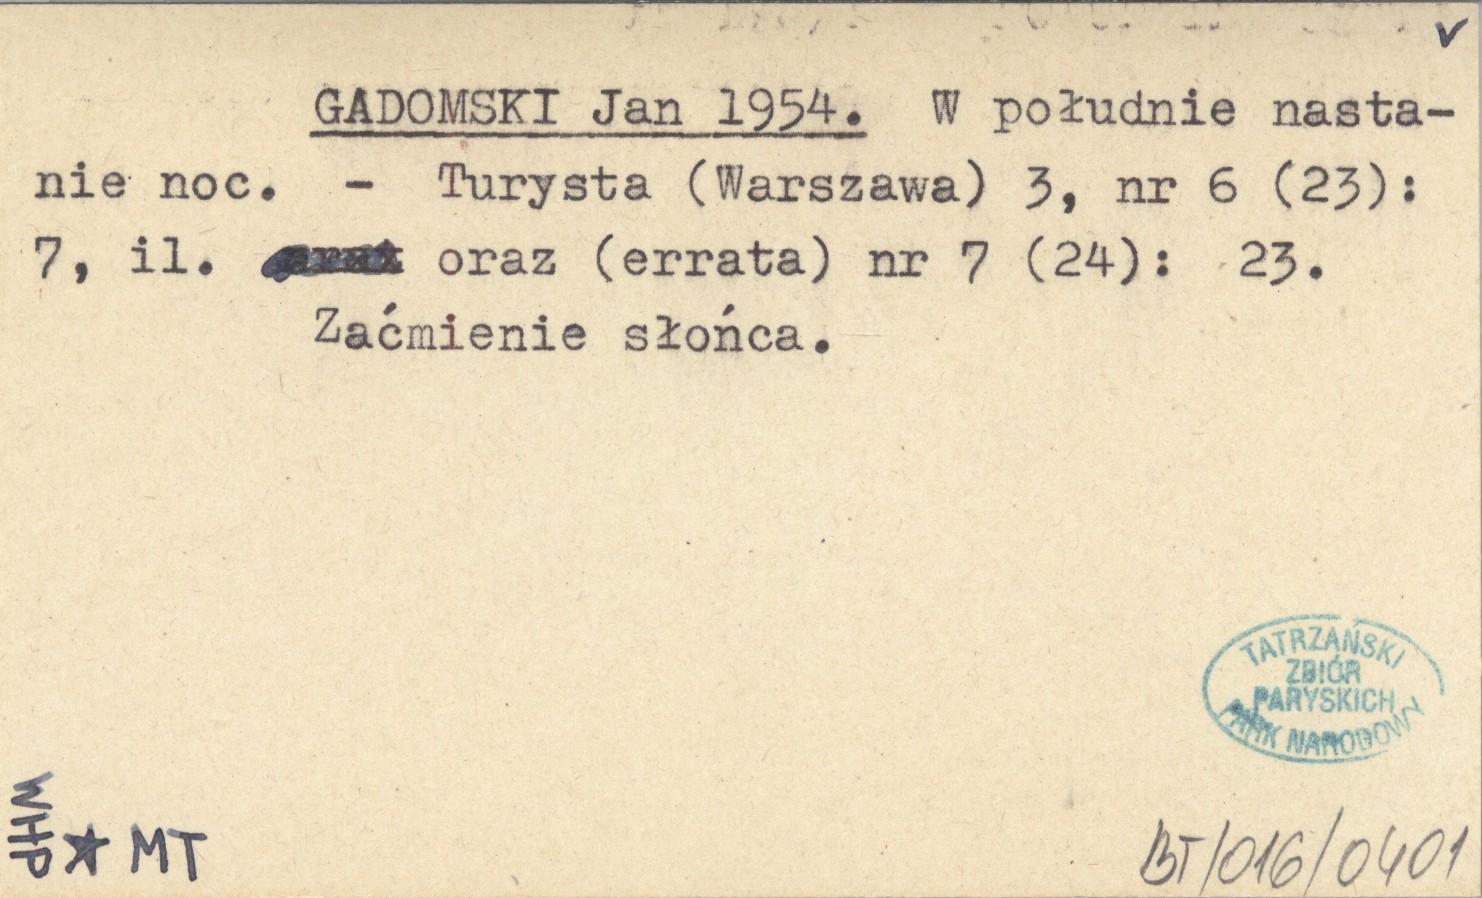 ✓
GADOMSKI Jan 1954. W południe nasta-
nie noc. - Turysta (Warszawa) 3, nr 6 (23):
7, il. oraz (errata) nr 7 (24): 23.
Zaćmienie słońca.
TATRZAŃSKI
ZBIÓR
PARYSKICH
PARK NARODOWY
WHP
★ MT
BT/016/0401